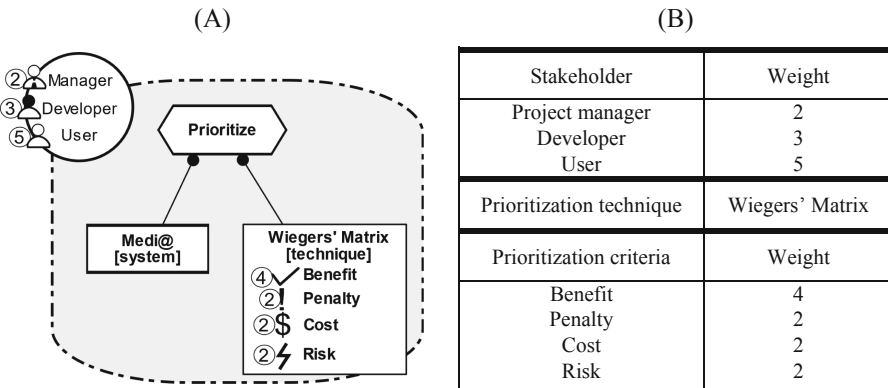 (A)
(B)
2 Manager
3 Developer
5 User
Prioritize
Medi@
[system]
Wiegers' Matrix
[technique]
4 Benefit
2 ! Penalty
2 $ Cost
2 Risk
Stakeholder Weight
Project manager 2
Developer 3
User 5
Prioritization technique Wiegers’ Matrix
Prioritization criteria Weight
Benefit 4
Penalty 2
Cost 2
Risk 2